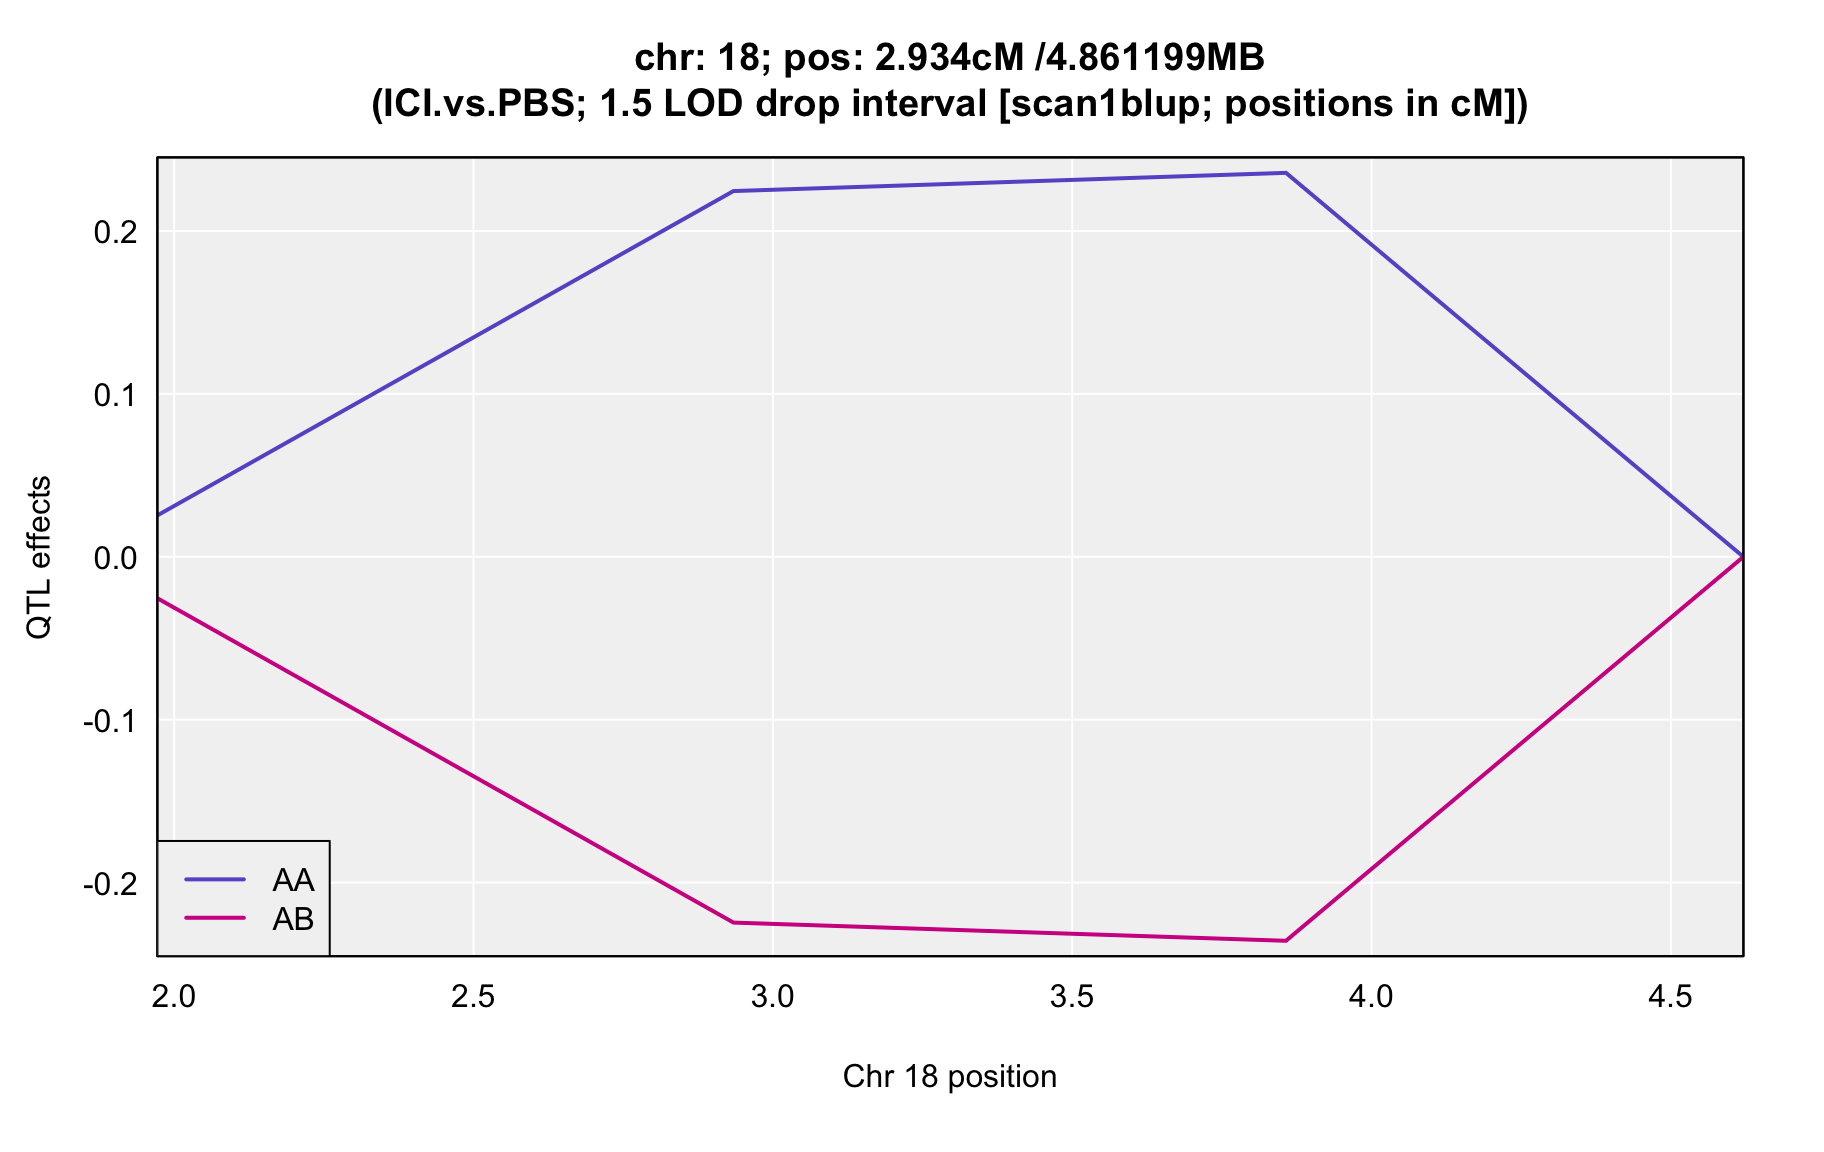 chr: 18; pos: 2.934cM /4.861199MB
(ICI.vs.PBS; 1.5 LOD drop interval [scan1blup; positions in cM])
QTL effects
0.2
0.1
0.0
-0.1
-0.2
AA
AB
2.0 2.5 3.0 3.5 4.0 4.5
Chr 18 position